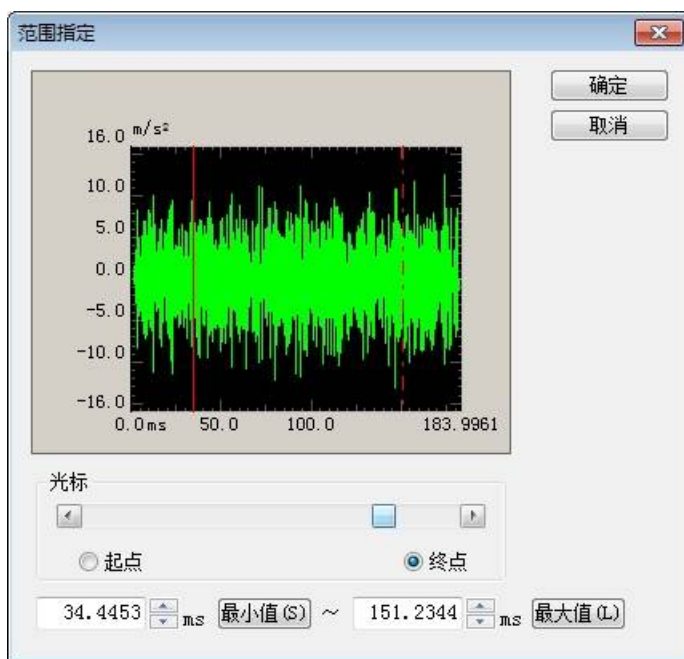 范围指定
确定
取消
16.0 m/s²
10.0
5.0
0.0
-5.0
-10.0
-16.0
0.0ms 50.0 100.0 183.9961
光标
起点 终点
34.4453 ms 最小值(S) ~ 151.2344 ms 最大值(L)